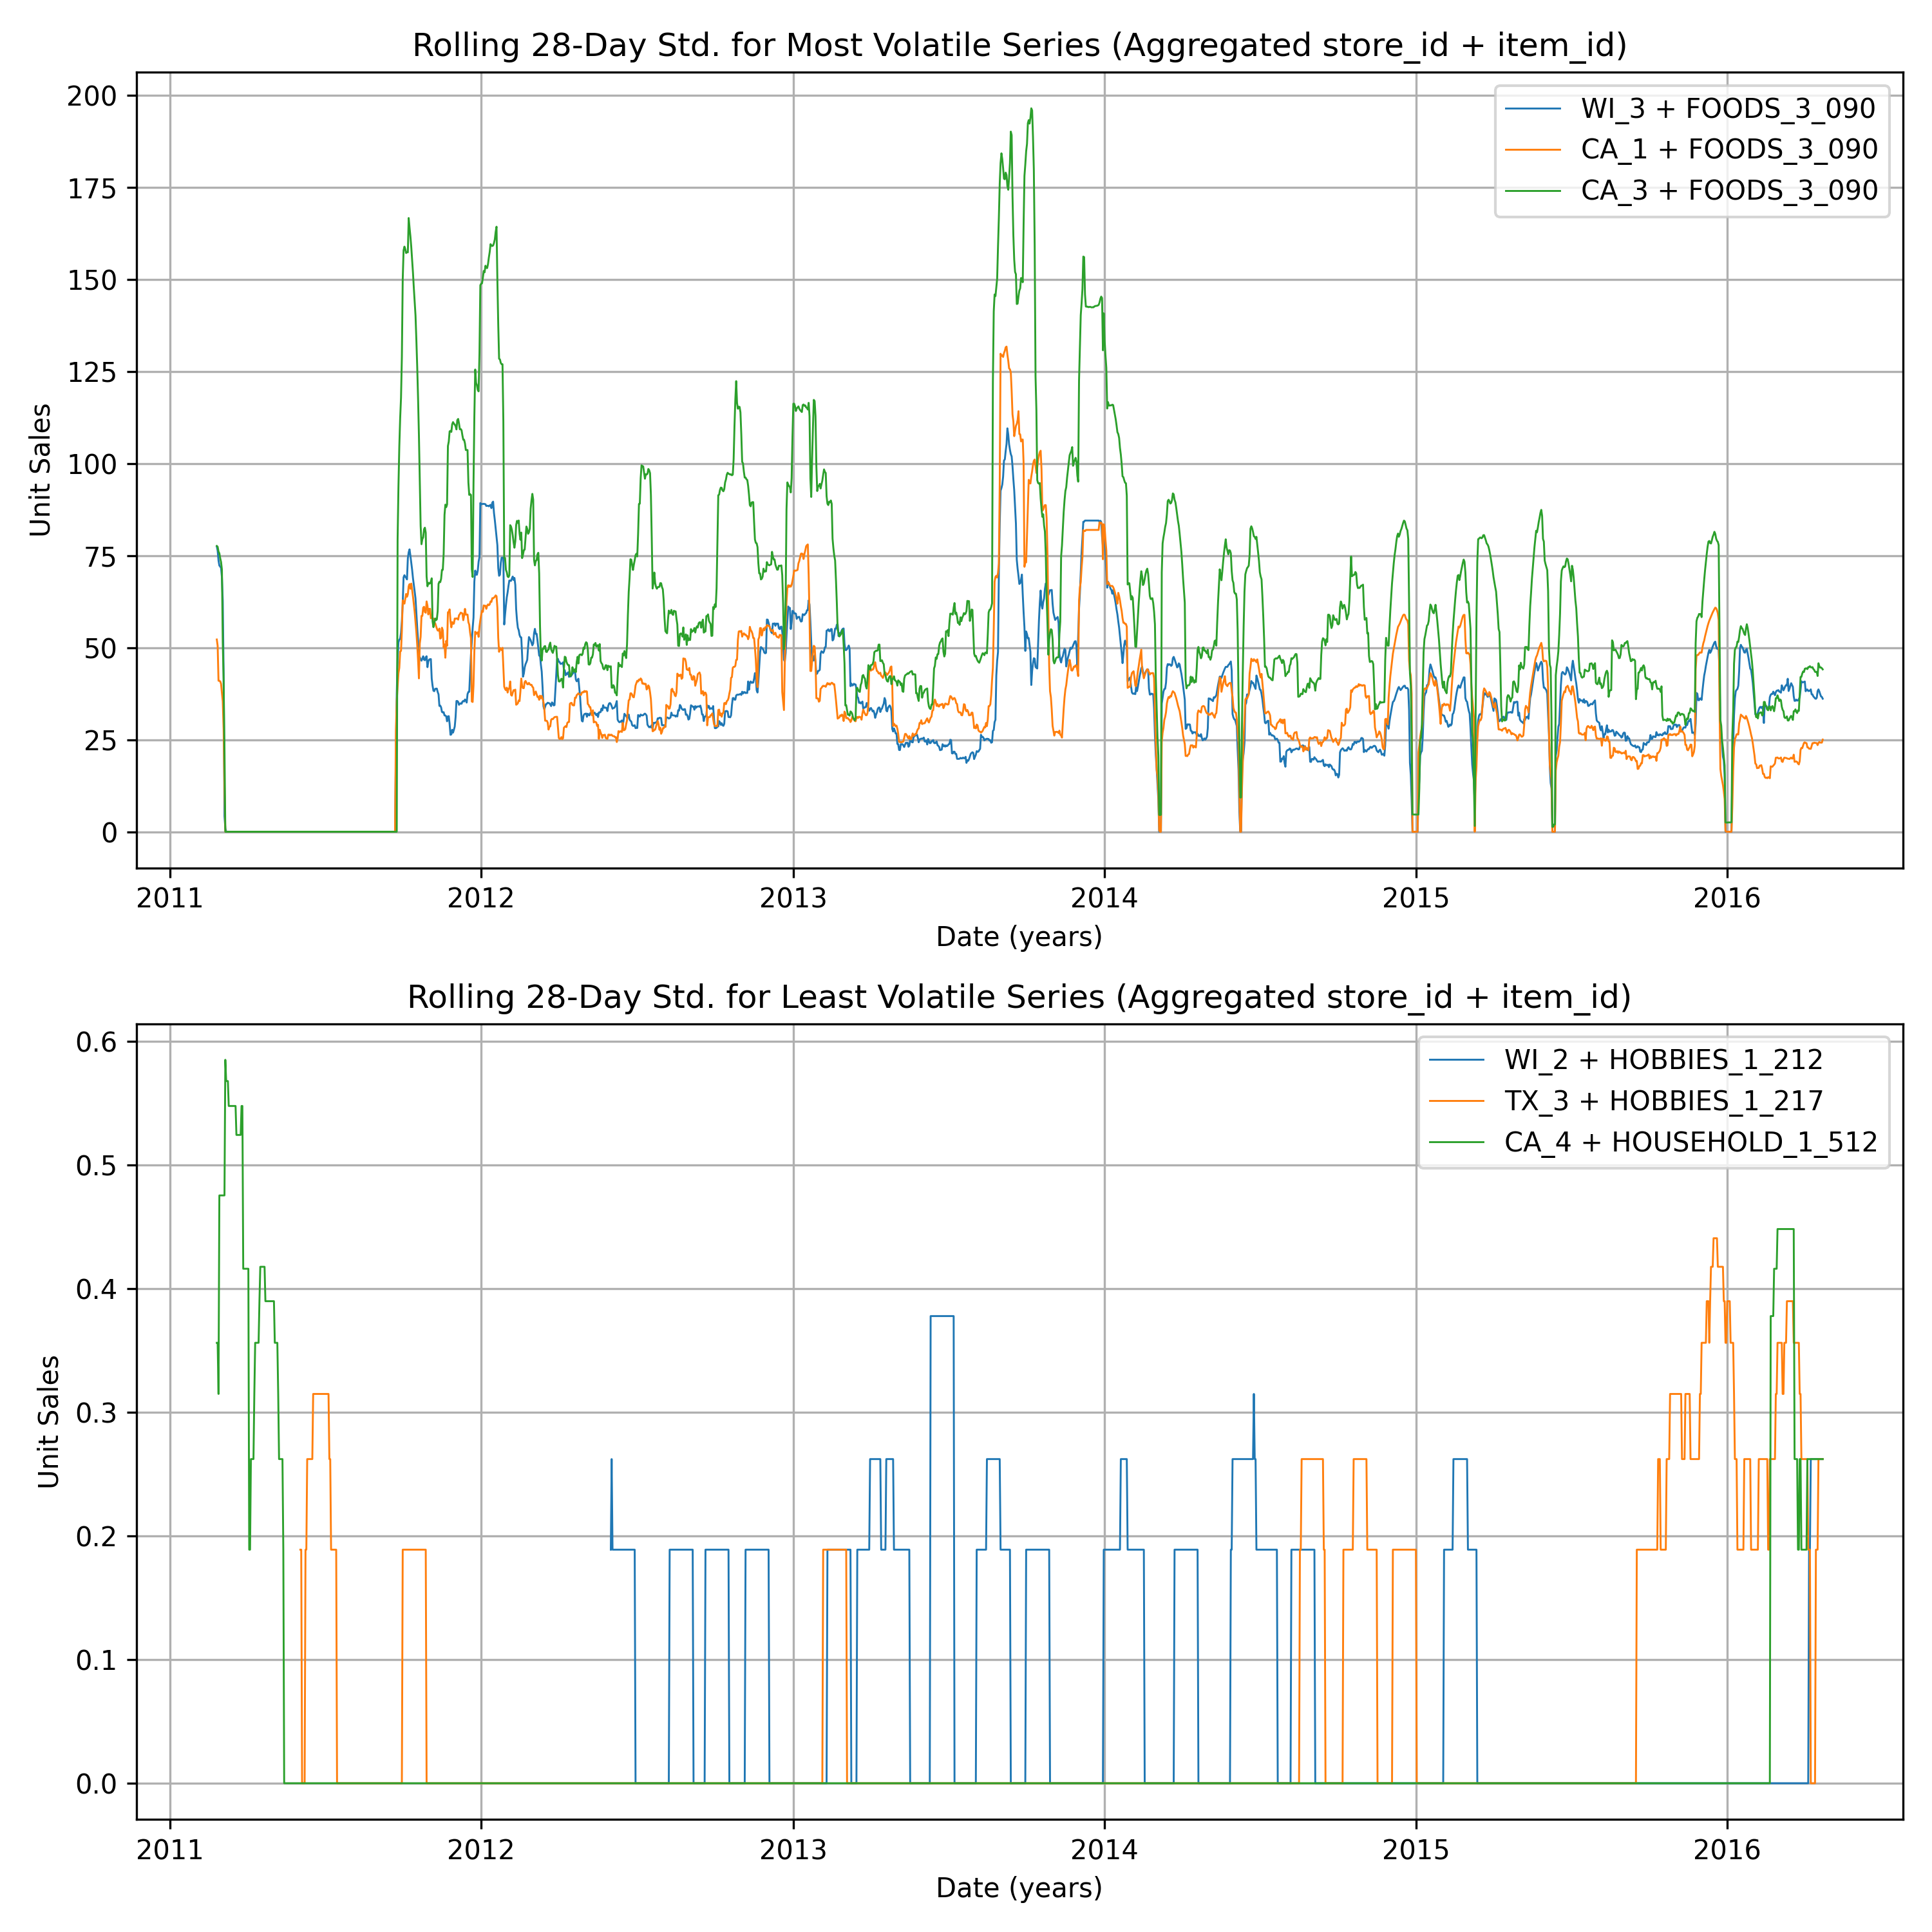 Rolling 28-Day Std. for Most Volatile Series (Aggregated store_id + item_id)
200
175
150
125
100
75
50
25
0
Unit Sales
WI_3 + FOODS_3_090
CA_1 + FOODS_3_090
CA_3 + FOODS_3_090
2011 2012 2013 2014 2015 2016
Date (years)
Rolling 28-Day Std. for Least Volatile Series (Aggregated store_id + item_id)
0.6
0.5
0.4
0.3
0.2
0.1
0.0
Unit Sales
WI_2 + HOBBIES_1_212
TX_3 + HOBBIES_1_217
CA_4 + HOUSEHOLD_1_512
2011 2012 2013 2014 2015 2016
Date (years)